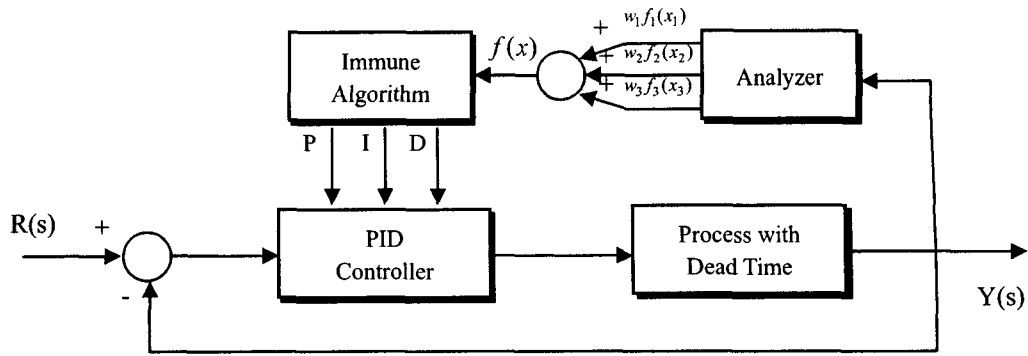 Immune
Algorithm
f(x)
+ w₁f₁(x₁)
+ w₂f₂(x₂)
+ w₃f₃(x₃)
Analyzer
P I D
R(s)
+
-
PID
Controller
Process with
Dead Time
Y(s)